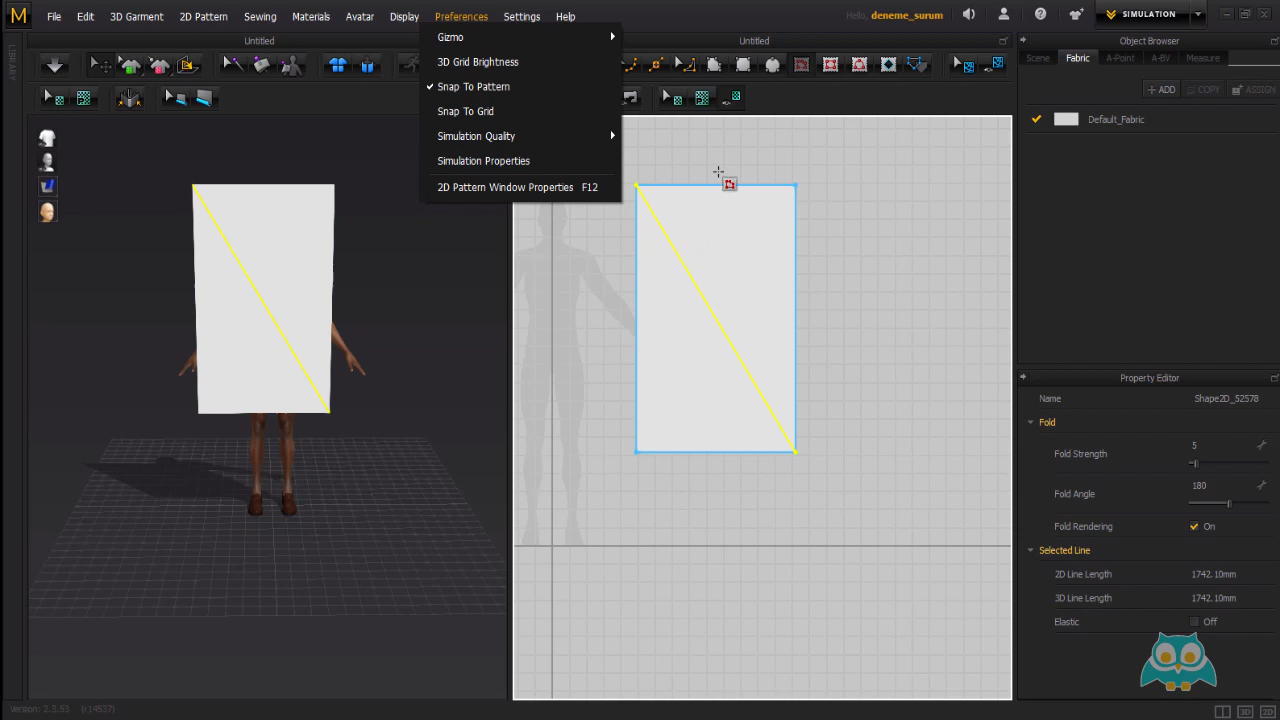 M File Edit 3D Garment 2D Pattern Sewing Materials Avatar Display Preferences Settings Help Hello, deneme_surum SIMULATION
Untitled
Untitled
Object Browser
LIBRARY
Gizmo
3D Grid Brightness
Snap To Pattern
Snap To Grid
Simulation Quality
Simulation Properties
2D Pattern Window Properties F12
Scene Fabric A-Point A-BV Measure
+ ADD COPY ASSIGN
Default_Fabric
Property Editor
Name Shape2D_52578
Fold
Fold Strength 5
Fold Angle 180
Fold Rendering On
Selected Line
2D Line Length 1742.10mm
3D Line Length 1742.10mm
Elastic Off
Version: 2.3.53 (r14537)
3D 2D